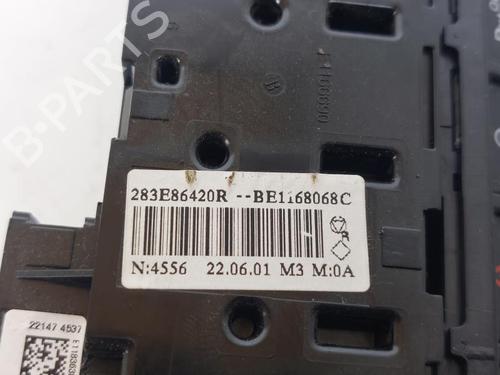 B-PARTS
283E86420R --BE1168068C
R
N:4556 22.06.01 M3 M:0A
22147 4537